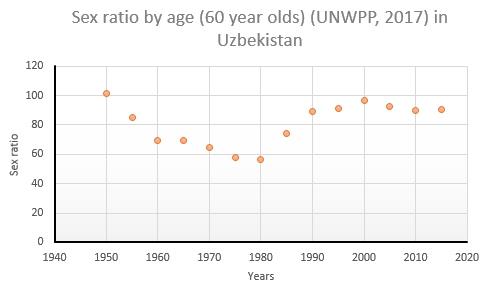 Sex ratio by age (60 year olds) (UNWPP, 2017) in
Uzbekistan
120
100
80
60
40
20
0
Sex ratio
1940 1950 1960 1970 1980 1990 2000 2010 2020
Years